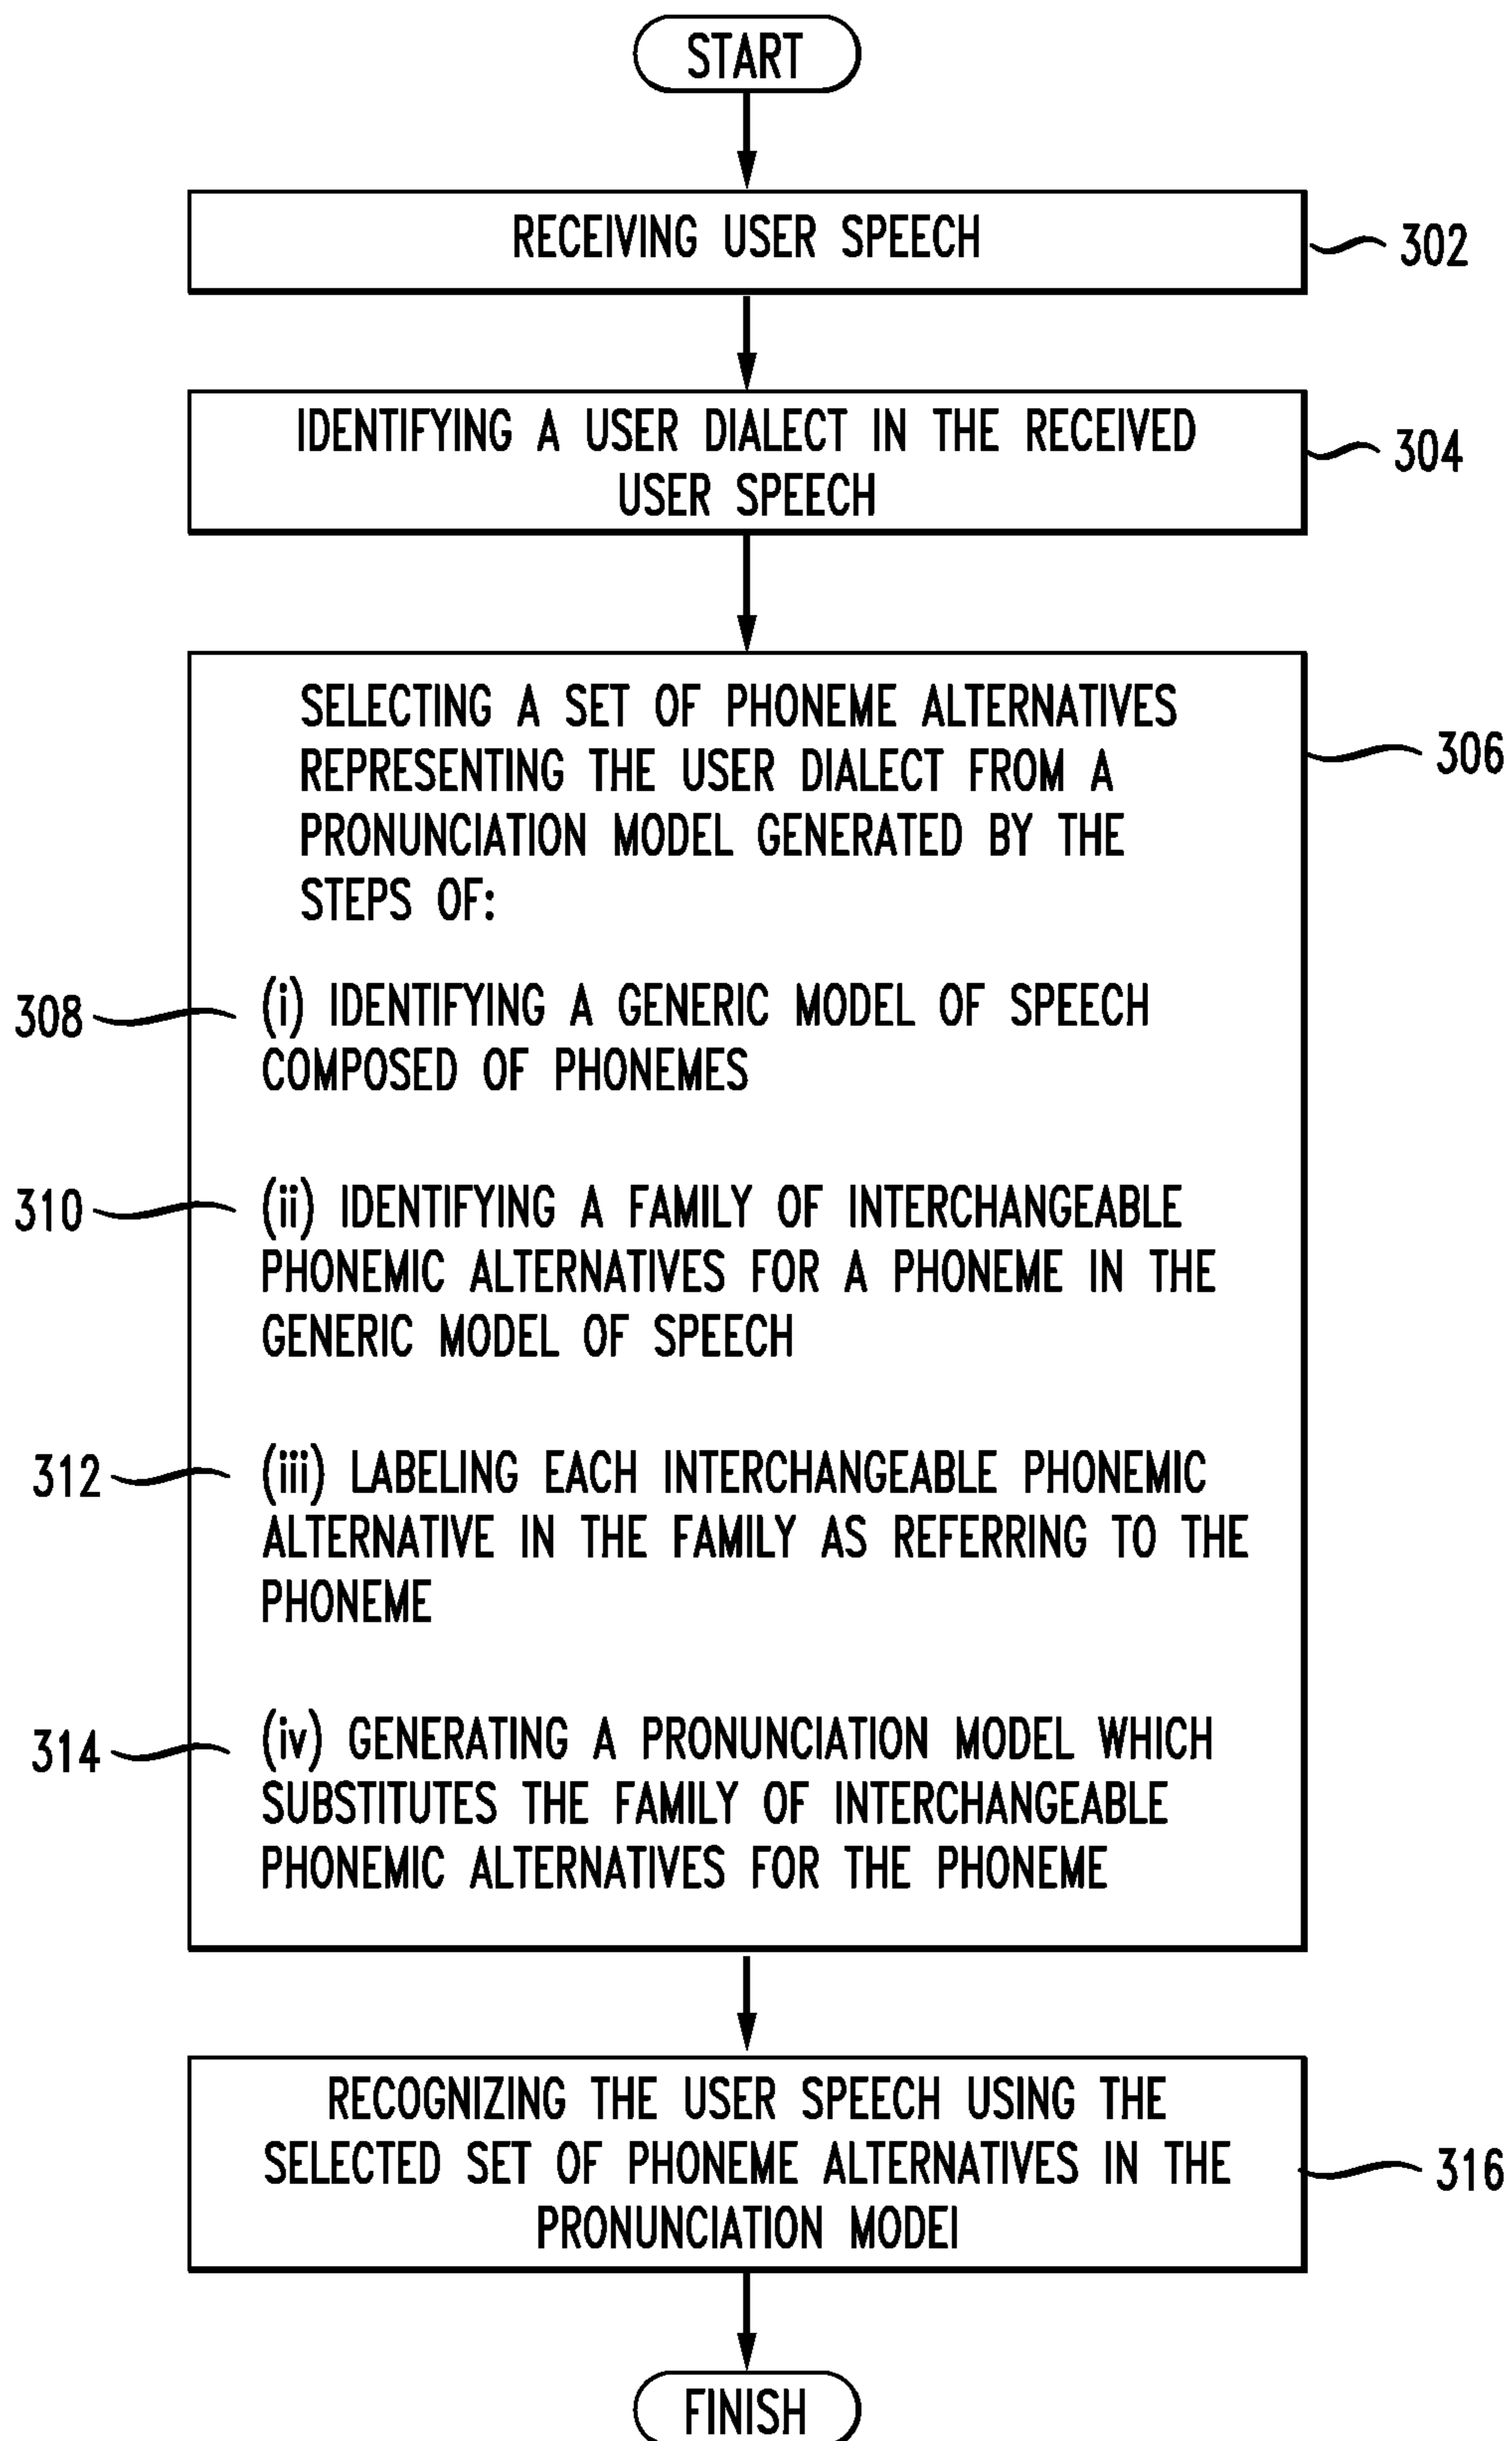 START
RECEIVING USER SPEECH
302
IDENTIFYING A USER DIALECT IN THE RECEIVED
USER SPEECH
304
SELECTING A SET OF PHONEME ALTERNATIVES
REPRESENTING THE USER DIALECT FROM A
PRONUNCIATION MODEL GENERATED BY THE
STEPS OF:
306
308
(i) IDENTIFYING A GENERIC MODEL OF SPEECH
COMPOSED OF PHONEMES
310
(ii) IDENTIFYING A FAMILY OF INTERCHANGEABLE
PHONEMIC ALTERNATIVES FOR A PHONEME IN THE
GENERIC MODEL OF SPEECH
312
(iii) LABELING EACH INTERCHANGEABLE PHONEMIC
ALTERNATIVE IN THE FAMILY AS REFERRING TO THE
PHONEME
314
(iv) GENERATING A PRONUNCIATION MODEL WHICH
SUBSTITUTES THE FAMILY OF INTERCHANGEABLE
PHONEMIC ALTERNATIVES FOR THE PHONEME
RECOGNIZING THE USER SPEECH USING THE
SELECTED SET OF PHONEME ALTERNATIVES IN THE
PRONUNCIATION MODEl
316
FINISH